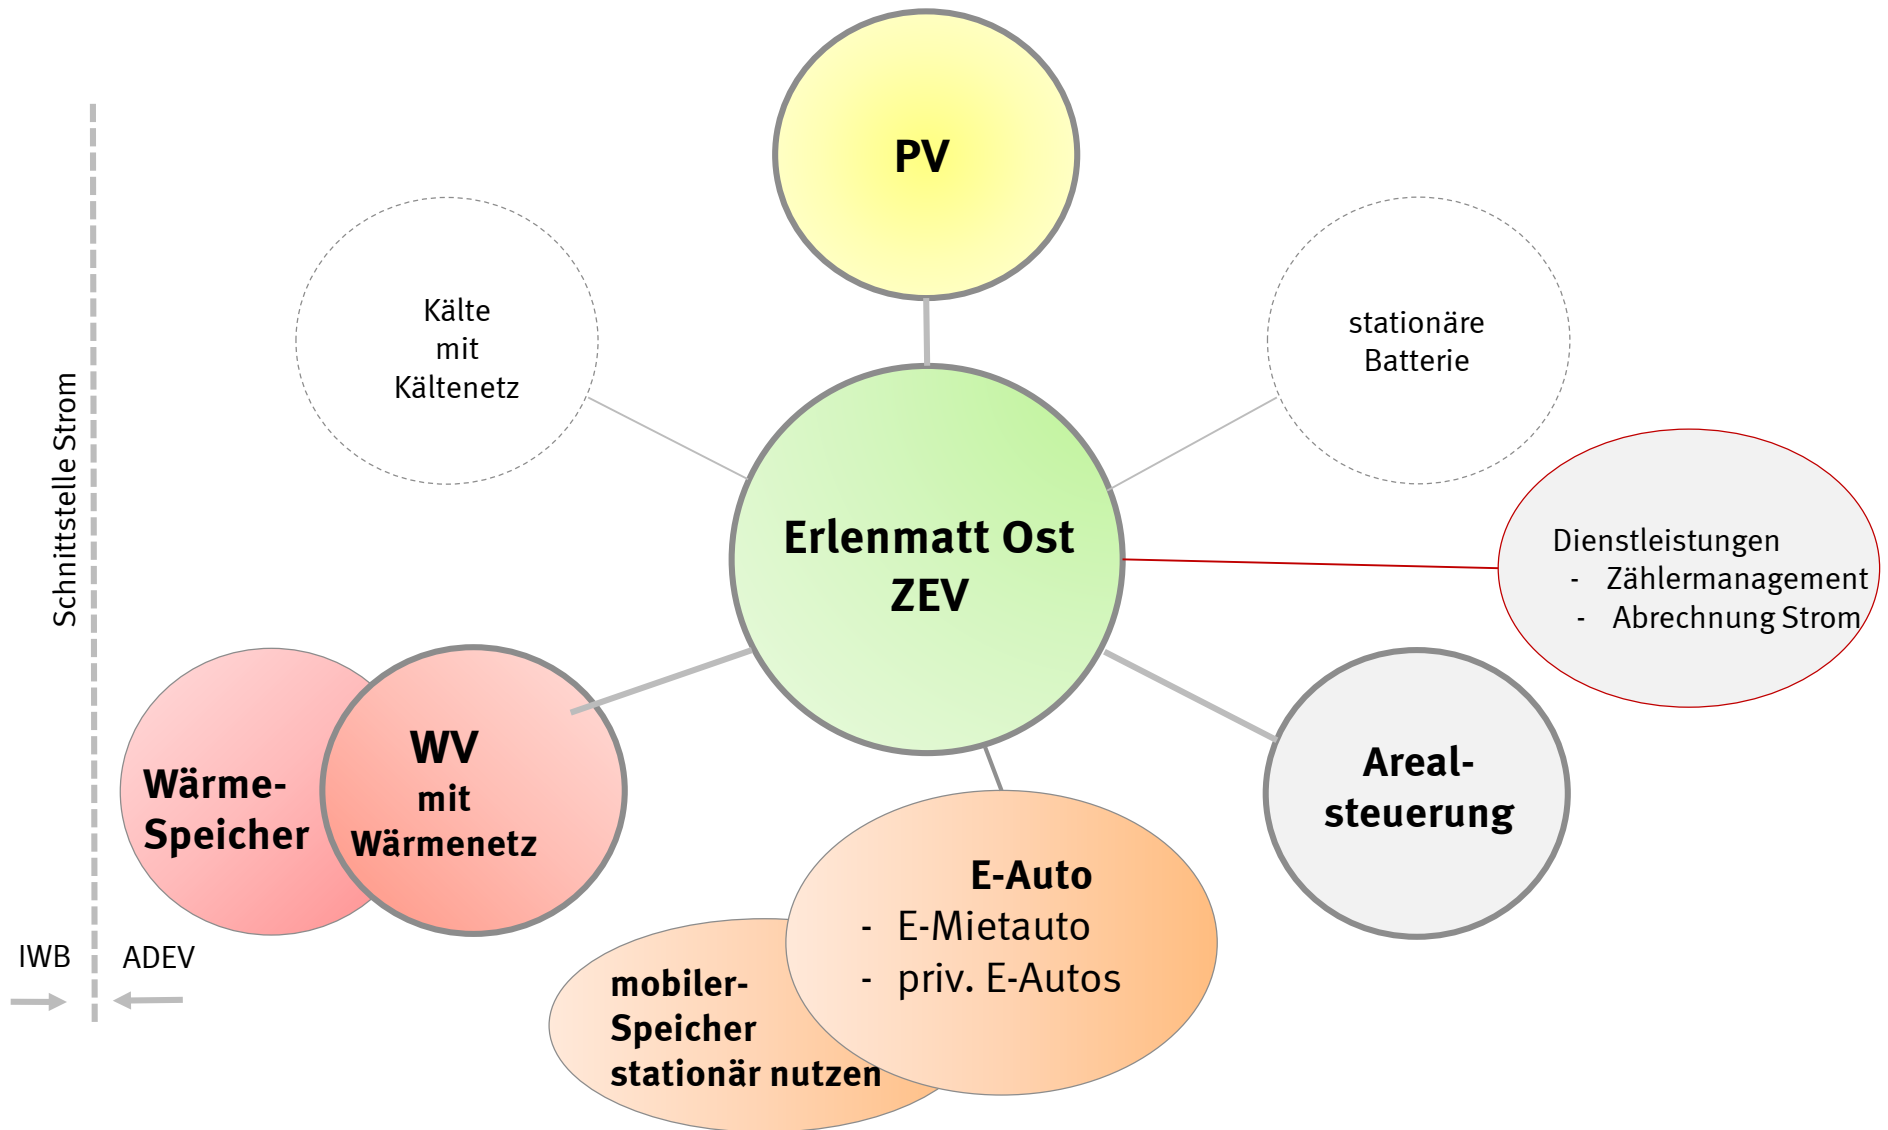 PV
Kälte
mit
Kältenetz
stationäre
Batterie
Schnittstelle Strom
Erlenmatt Ost
ZEV
Dienstleistungen
- Zählermanagement
- Abrechnung Strom
Wärme-
Speicher
WV
mit
Wärmenetz
Areal-
steuerung
E-Auto
- E-Mietauto
- priv. E-Autos
mobiler-
Speicher
stationär nutzen
IWB
ADEV